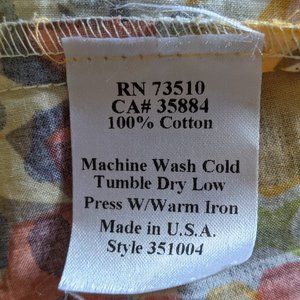 RN 73510
CA# 35884
100% Cotton
Machine Wash Cold
Tumble Dry Low
Press W/Warm Iron
Made in U.S.A.
Style 351004